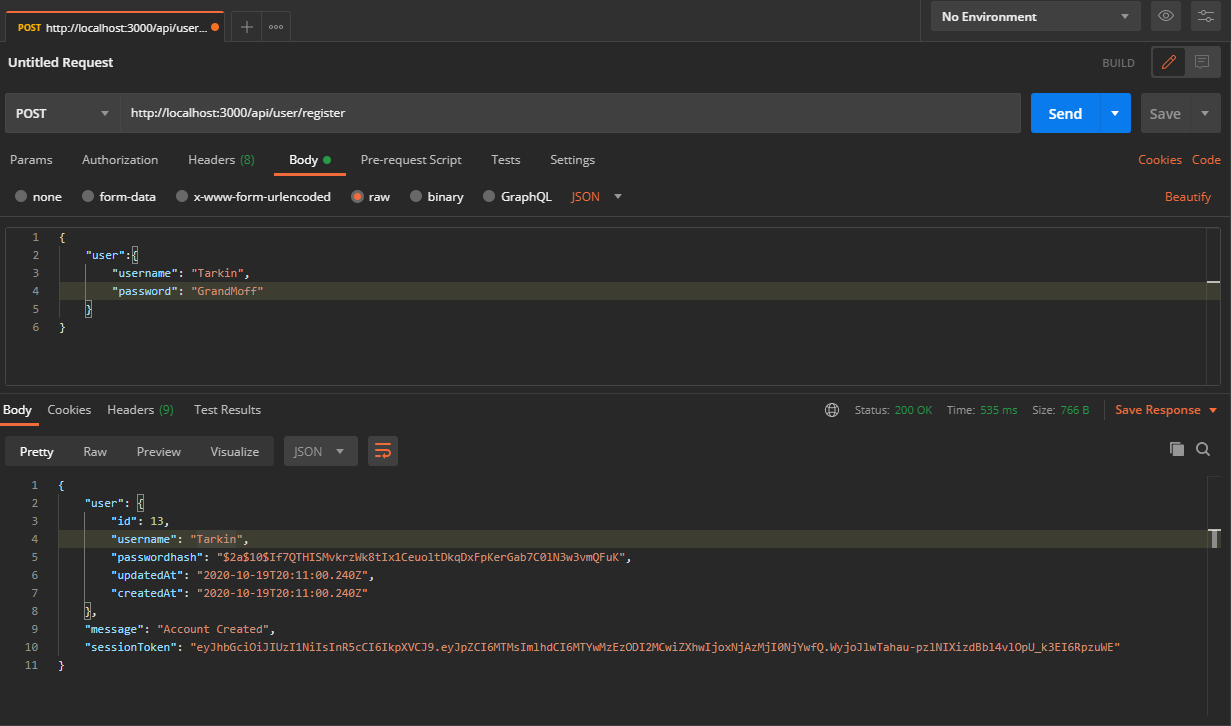 POST http://localhost:3000/api/user... No Environment
Untitled Request BUILD
POST http://localhost:3000/api/user/register Send Save
Params Authorization Headers (8) Body Pre-request Script Tests Settings Cookies Code
none form-data x-www-form-urlencoded raw binary GraphQL JSON Beautify
1 {
2 "user":{
3 "username": "Tarkin",
4 "password": "GrandMoff"
5 }
6 }
Body Cookies Headers (9) Test Results Status: 200 OK Time: 535 ms Size: 766 B Save Response
Pretty Raw Preview Visualize JSON
1 {
2 "user": {
3 "id": 13,
4 "username": "Tarkin",
5 "passwordhash": "$2a$10$If7QTHISMvkrzWk8tIx1CeuoltDkqDxFpKerGab7C01N3w3vmQFuK",
6 "updatedAt": "2020-10-19T20:11:00.240Z",
7 "createdAt": "2020-10-19T20:11:00.240Z"
8 },
9 "message": "Account Created",
10 "sessionToken": "eyJhbGciOiJIUzI1NiIsInR5cCI6IkpXVCJ9.eyJpZCI6MTMsImlhdCI6MTYwMzEzODI2MCwiZXhwIjoxNjAzMjI0NjYwfQ.WyjoJlwTahau-pzlNIXizdBbl4vlOpU_k3EI6RpzuWE"
11 }